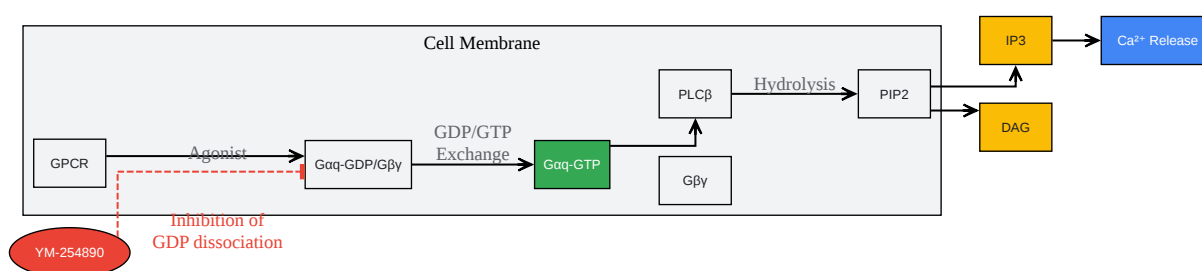 Cell Membrane
IP3
Ca²⁺ Release
PLCβ
Hydrolysis
PIP2
DAG
GPCR
Agonist
Gαq-GDP/Gβγ
GDP/GTP
Exchange
Gαq-GTP
Gβγ
Inhibition of
GDP dissociation
YM-254890